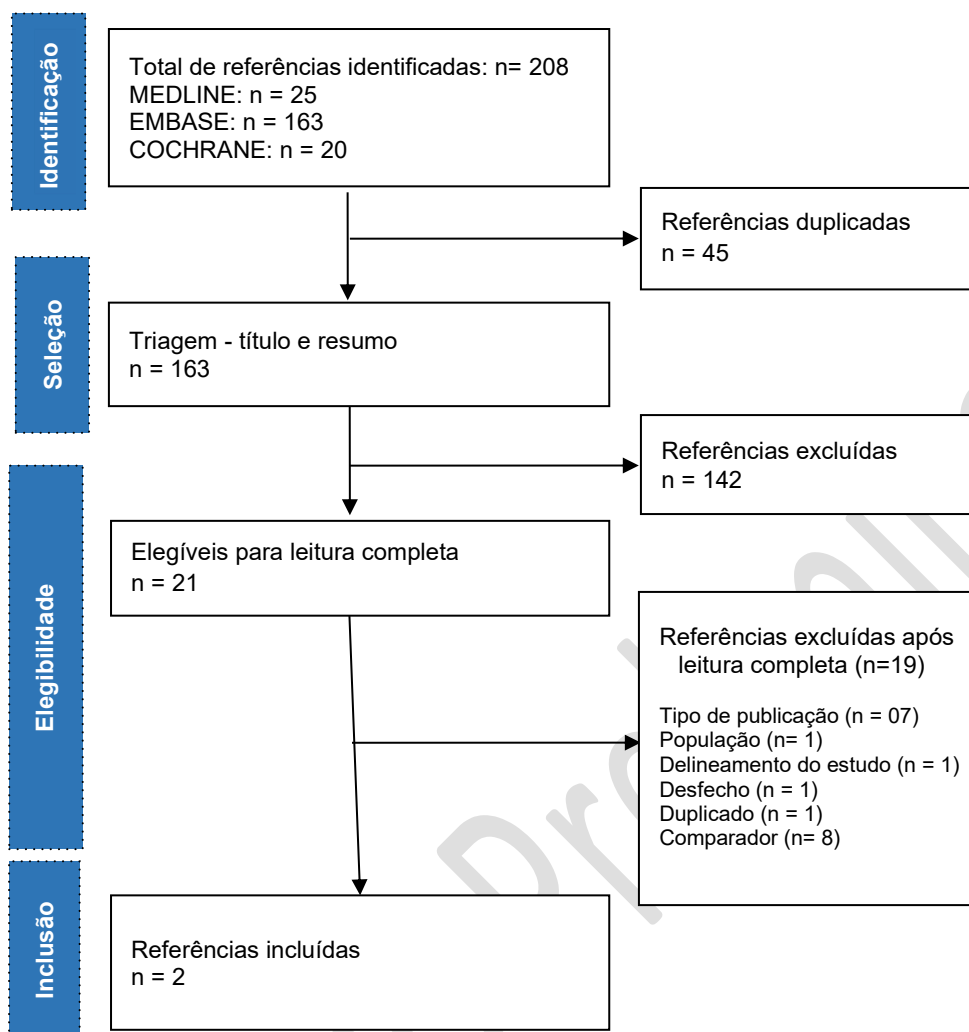 Identificação
Total de referências identificadas: n= 208
MEDLINE: n = 25
EMBASE: n = 163
COCHRANE: n = 20
Referências duplicadas
n = 45
Seleção
Triagem - título e resumo
n = 163
Referências excluídas
n = 142
Elegibilidade
Elegíveis para leitura completa
n = 21
Referências excluídas após
leitura completa (n=19)
Tipo de publicação (n = 07)
População (n= 1)
Delineamento do estudo (n = 1)
Desfecho (n = 1)
Duplicado (n = 1)
Comparador (n= 8)
Inclusão
Referências incluídas
n = 2